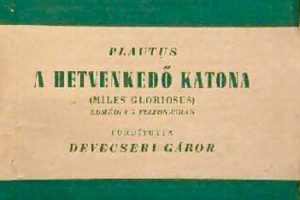 PLAUTUS
A HETVENKEDŐ KATONA
(MILES GLORIOSUS)
KOMÉDIA 5 FELVONÁSBAN
FORDÍTOTTA
DEVECSERI GÁBOR